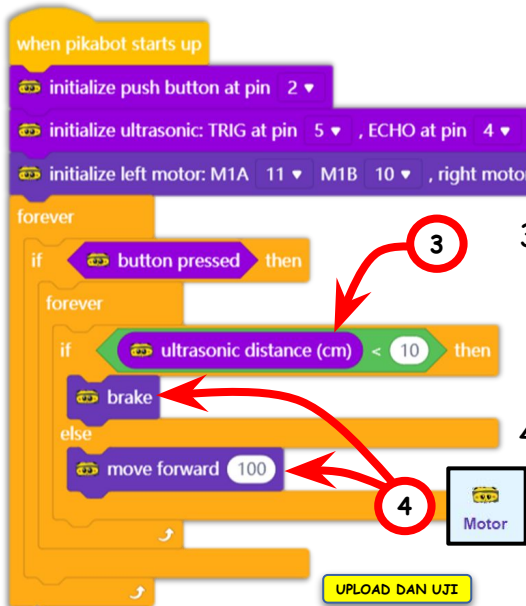 when pikabot starts up
initialize push button at pin 2
initialize ultrasonic: TRIG at pin 5 , ECHO at pin 4
initialize left motor: M1A 11 M1B 10 , right motor
forever
if button pressed then
3
forever
if ultrasonic distance (cm) < 10 then
brake
else
move forward 100
4
Motor
UPLOAD DAN UJI